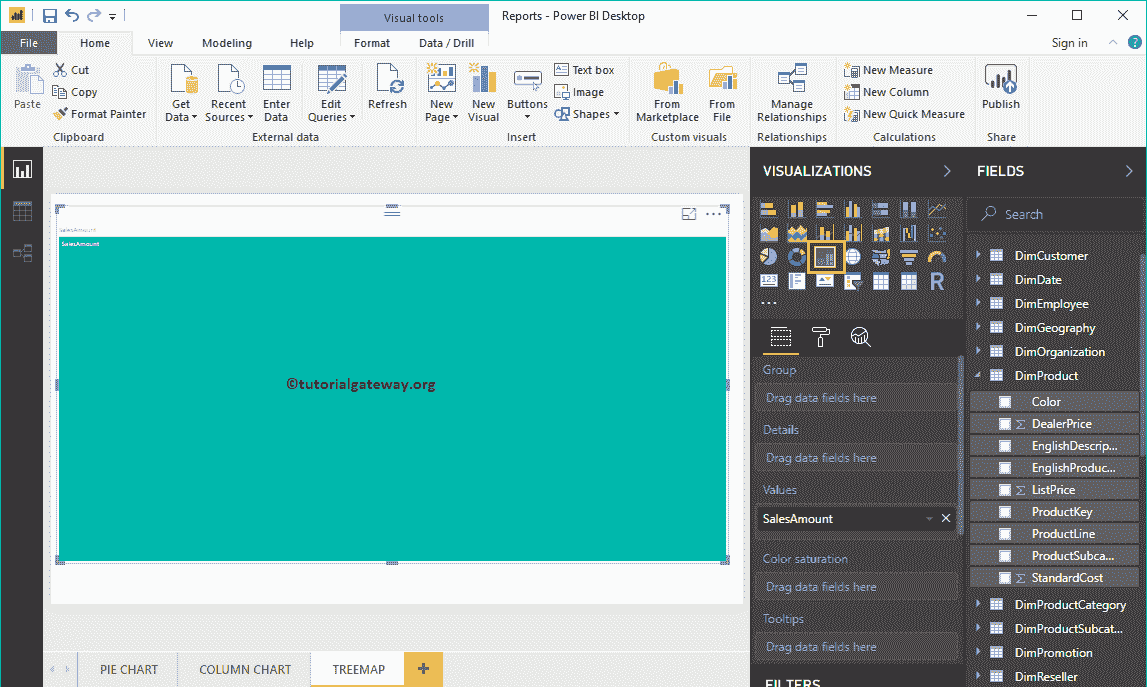 Visual tools
Reports - Power BI Desktop
File
Home
View
Modeling
Help
Format
Data / Drill
Sign in
?
Paste
Cut
Copy
Format Painter
Clipboard
Get Data
Recent Sources
Enter Data
Edit Queries
External data
Refresh
New Page
New Visual
Buttons
Text box
Image
Shapes
Insert
From Marketplace
From File
Custom visuals
Manage Relationships
Relationships
New Measure
New Column
New Quick Measure
Calculations
Publish
Share
SalesAmount
SalesAmount
©tutorialgateway.org
PIE CHART
COLUMN CHART
TREEMAP
+
VISUALIZATIONS
123
R
Group
Drag data fields here
Details
Drag data fields here
Values
SalesAmount
Color saturation
Drag data fields here
Tooltips
Drag data fields here
FILTERS
FIELDS
Search
DimCustomer
DimDate
DimEmployee
DimGeography
DimOrganization
DimProduct
Color
Σ DealerPrice
EnglishDescrip...
EnglishProduc...
Σ ListPrice
ProductKey
ProductLine
ProductSubca...
Σ StandardCost
DimProductCategory
DimProductSubcat...
DimPromotion
DimReseller